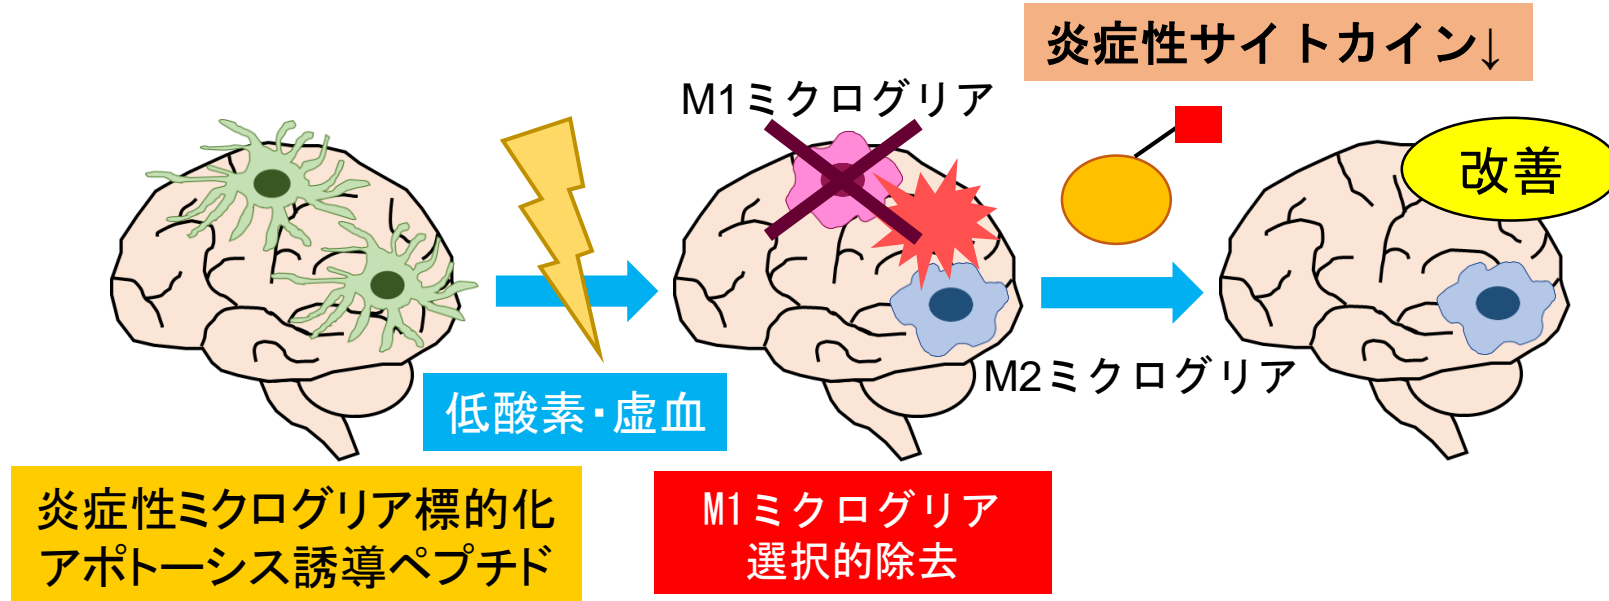 炎症性サイトカイン↓
M1ミクログリア
改善
M2ミクログリア
低酸素・虚血
炎症性ミクログリア標的化
アポトーシス誘導ペプチド
M1ミクログリア
選択的除去